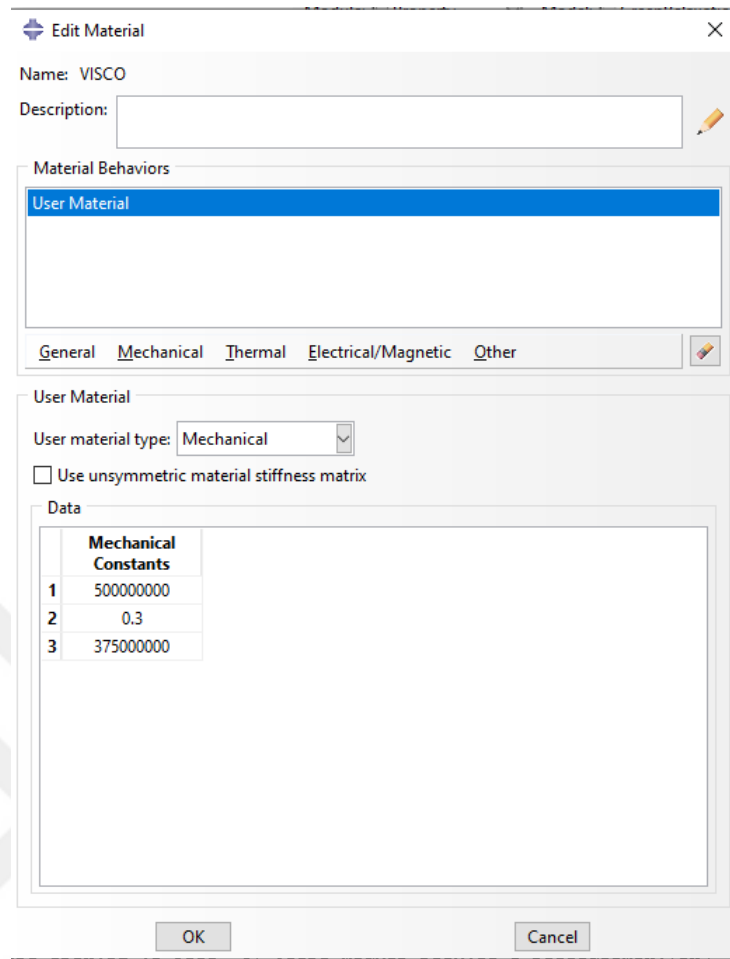 Edit Material
Name: VISCO
Description:
Material Behaviors
User Material
General Mechanical Thermal Electrical/Magnetic Other
User Material
User material type: Mechanical
Use unsymmetric material stiffness matrix
Data
Mechanical
Constants
1 500000000
2 0.3
3 375000000
OK Cancel